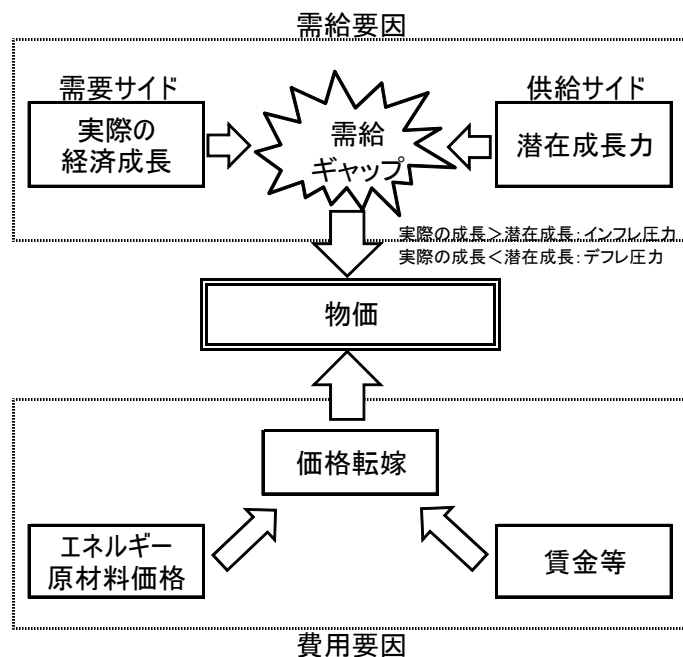 需給要因
需要サイド
供給サイド
実際の
経済成長
需給
ギャップ
潜在成長力
実際の成長>潜在成長:インフレ圧力
実際の成長<潜在成長:デフレ圧力
物価
価格転嫁
エネルギー
原材料価格
賃金等
費用要因